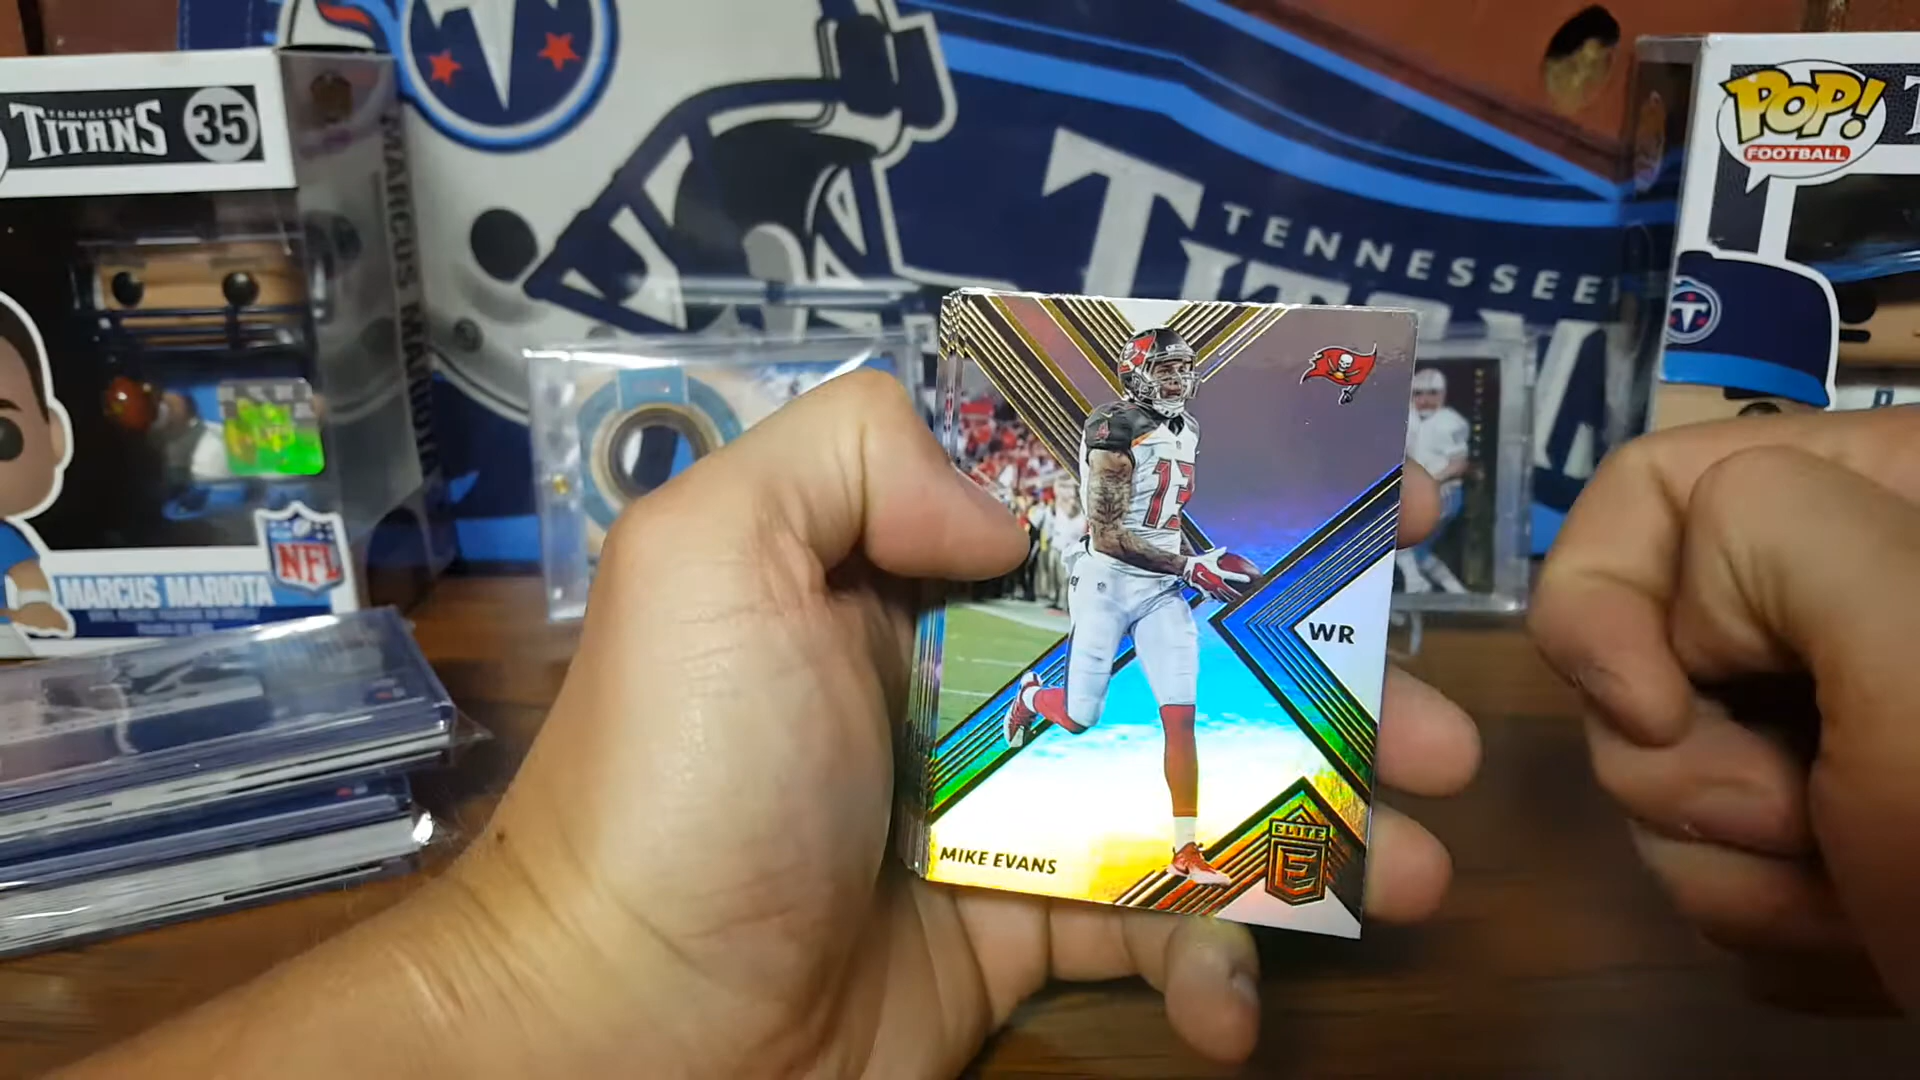 TENNESSEE
TITANS
35
MARCUS MARIOTA
NFL
MARCUS MARIOTA
POP!
FOOTBALL
TENNESSEE
13
WR
MIKE EVANS
ELITE
E